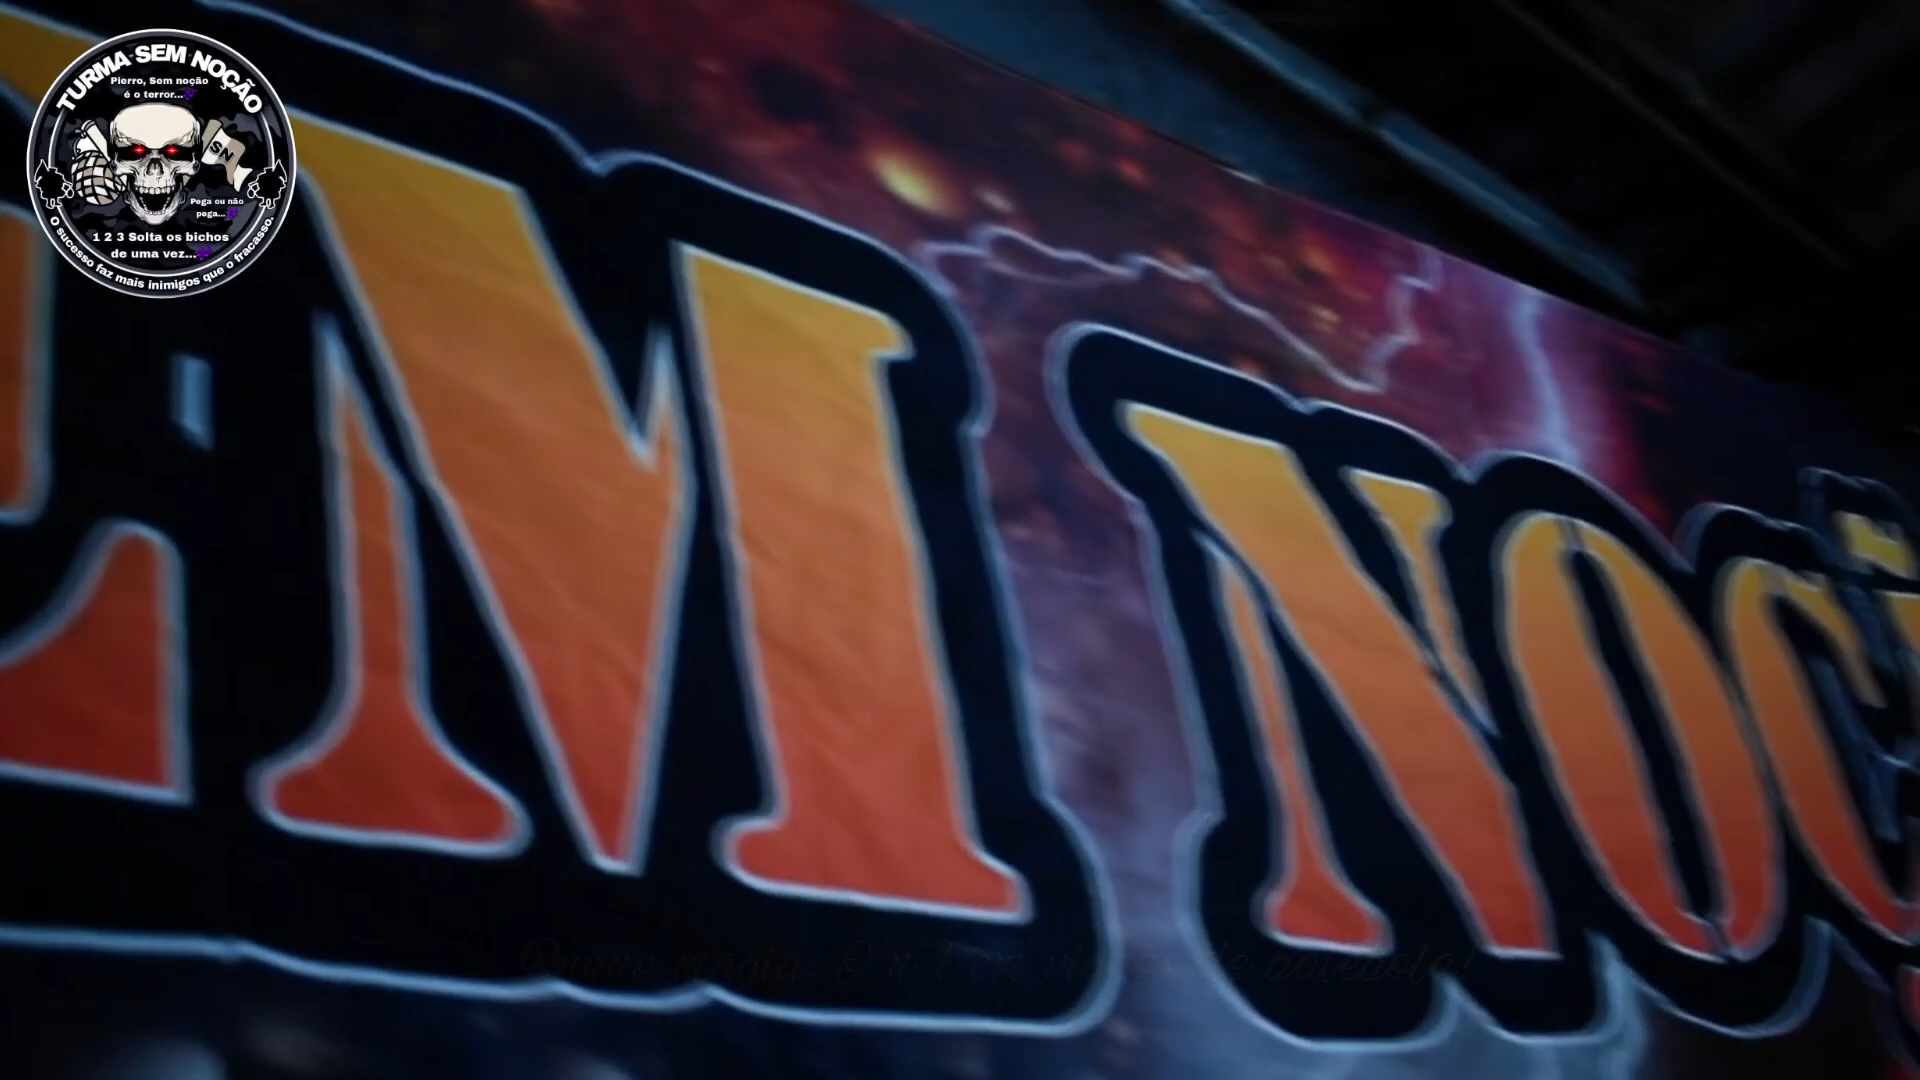 TURMA SEM NOÇÃO
Pierro, Sem noção
é o terror...
SN
Pega ou não
pega...
1 2 3 Solta os bichos
de uma vez...
O sucesso faz mais inimigos que o fracasso.
EM NOÇ